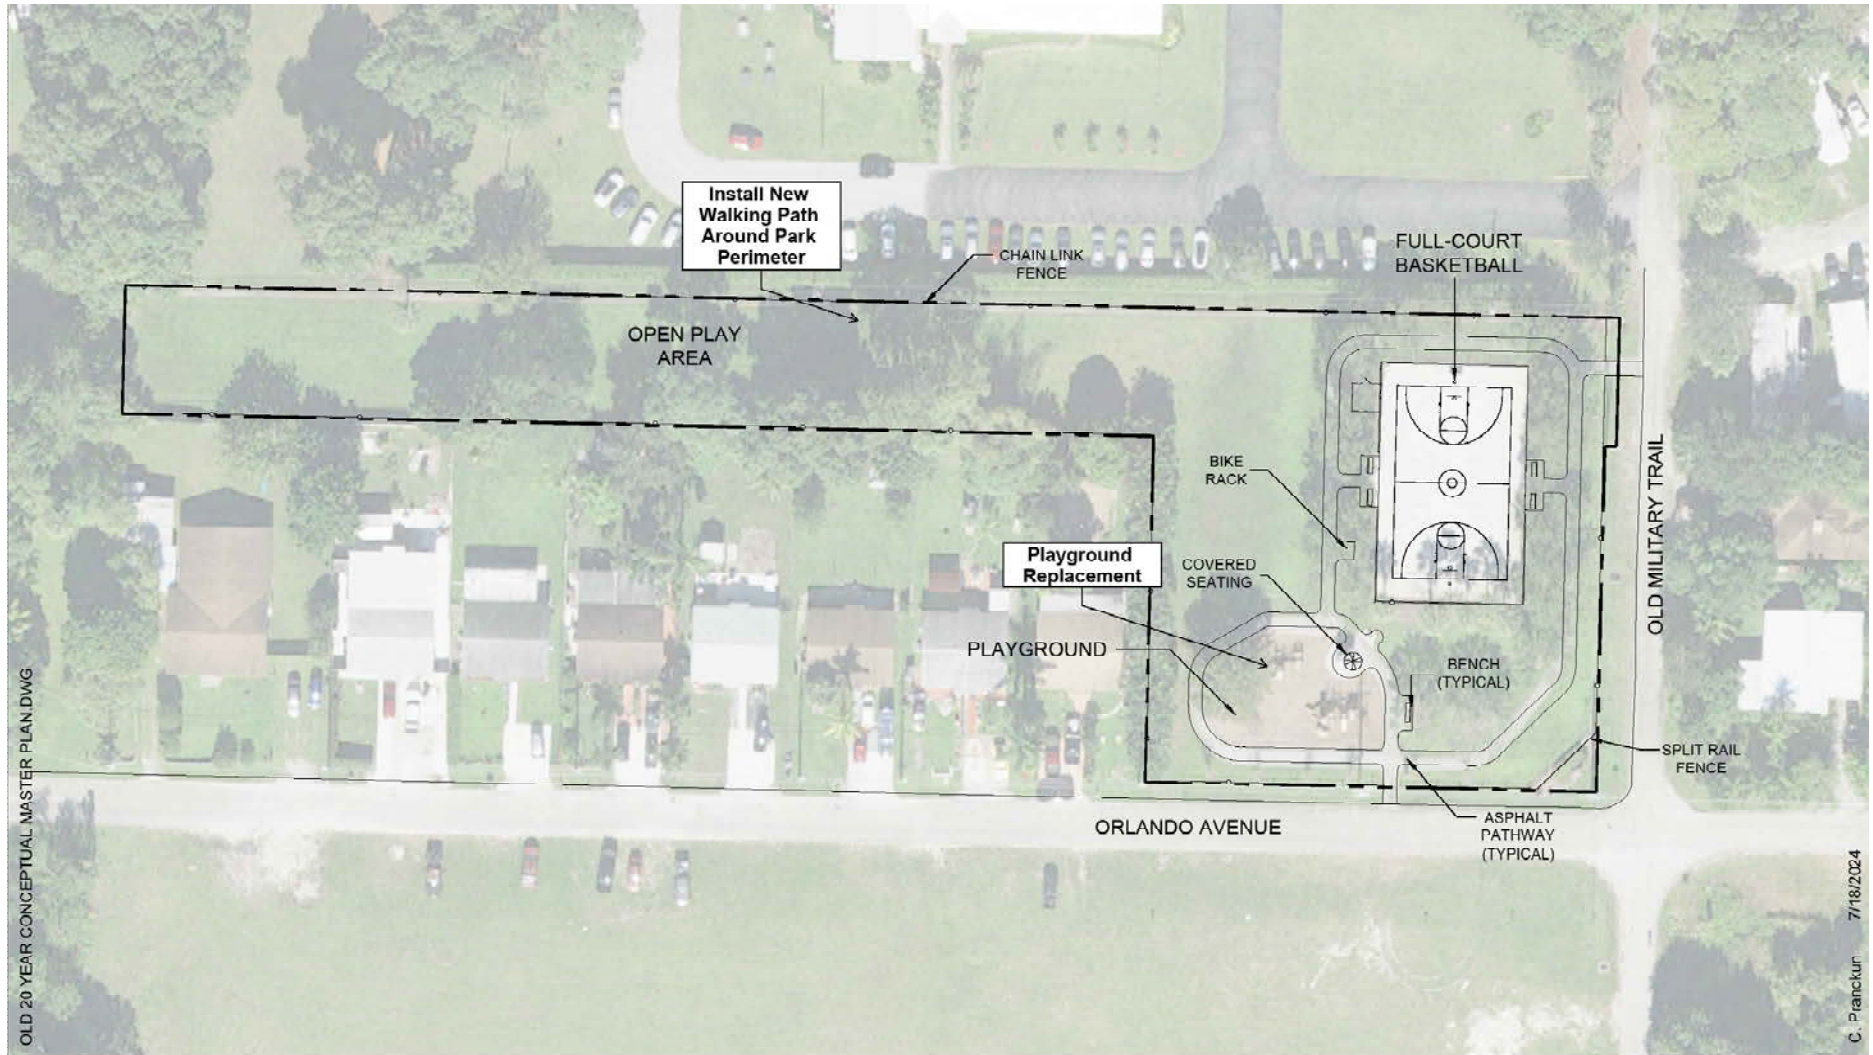 Install New
Walking Path
Around Park
Perimeter
CHAIN LINK
FENCE
FULL-COURT
BASKETBALL
OPEN PLAY
AREA
BIKE
RACK
Playground
Replacement
COVERED
SEATING
PLAYGROUND
BENCH
(TYPICAL)
OLD MILITARY TRAIL
SPLIT RAIL
FENCE
ORLANDO AVENUE
ASPHALT
PATHWAY
(TYPICAL)
OLD 20 YEAR CONCEPTUAL MASTER PLAN.DWG
C. Pranckun 7/18/2024